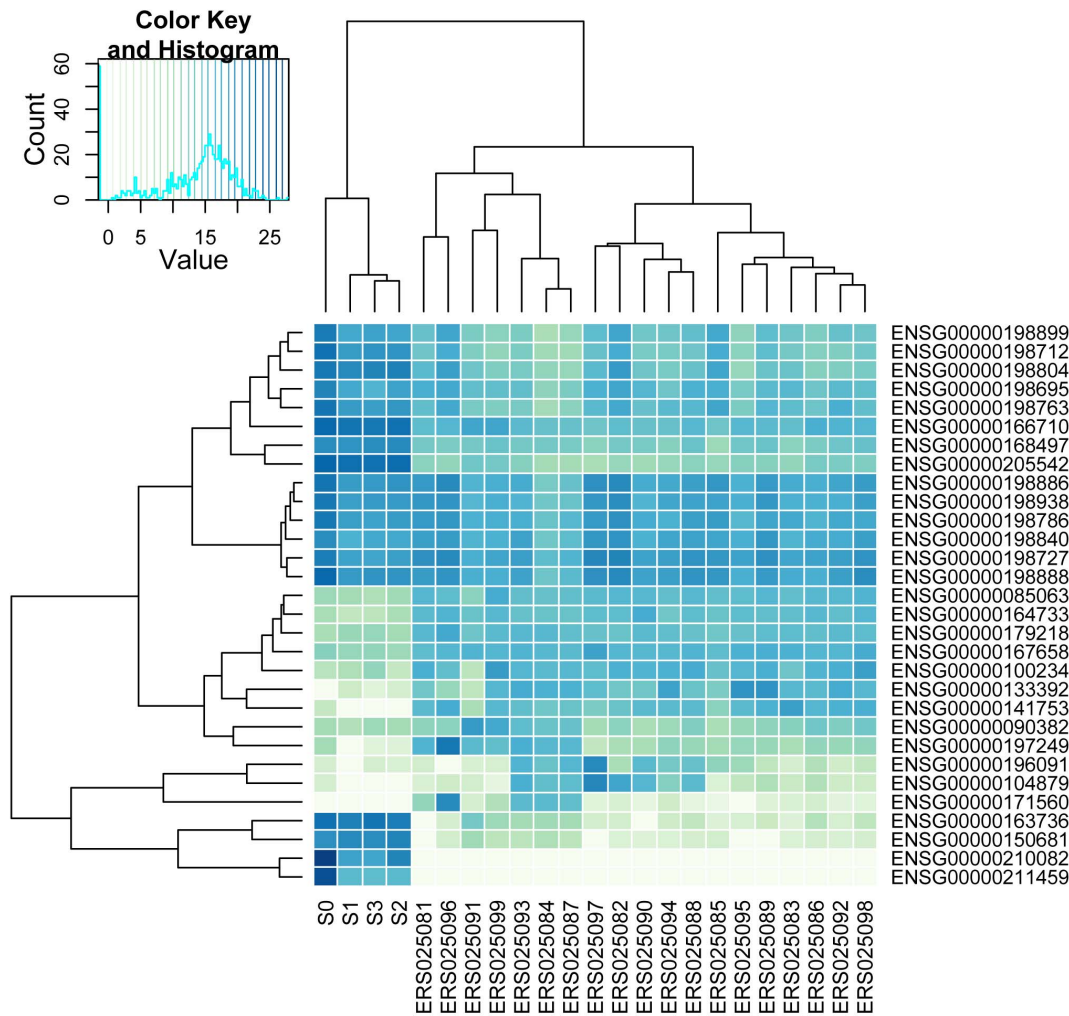 Color Key
and Histogram
Count
0
20
40
60
0
5
15
25
Value
ENSG00000198899
ENSG00000198712
ENSG00000198804
ENSG00000198695
ENSG00000198763
ENSG00000166710
ENSG00000168497
ENSG00000205542
ENSG00000198886
ENSG00000198938
ENSG00000198786
ENSG00000198840
ENSG00000198727
ENSG00000198888
ENSG00000085063
ENSG00000164733
ENSG00000179218
ENSG00000167658
ENSG00000100234
ENSG00000133392
ENSG00000141753
ENSG00000090382
ENSG00000197249
ENSG00000196091
ENSG00000104879
ENSG00000171560
ENSG00000163736
ENSG00000150681
ENSG00000210082
ENSG00000211459
S0
S1
S3
S2
ERS025081
ERS025096
ERS025091
ERS025099
ERS025093
ERS025084
ERS025087
ERS025097
ERS025082
ERS025090
ERS025094
ERS025088
ERS025085
ERS025095
ERS025089
ERS025083
ERS025086
ERS025092
ERS025098